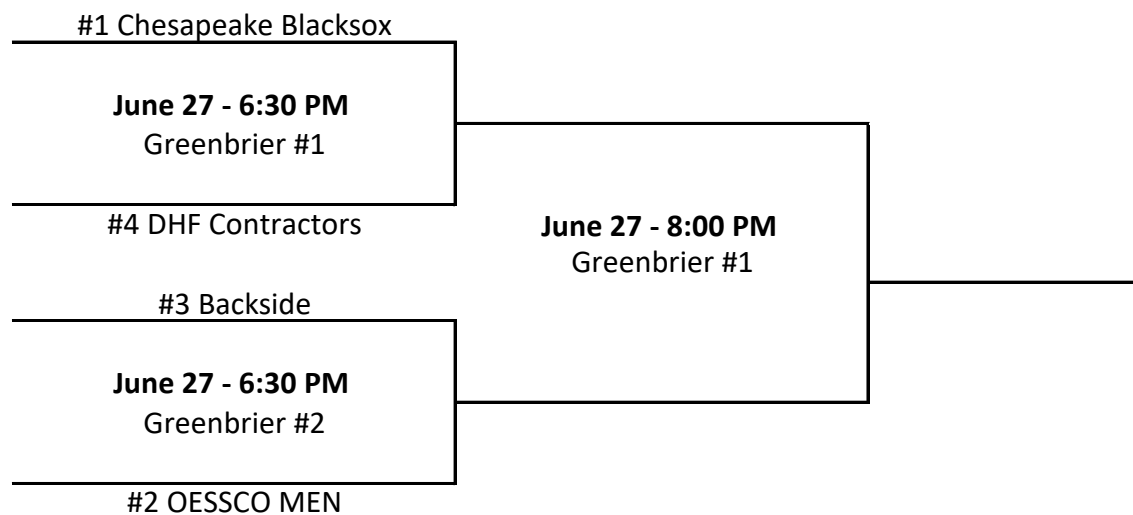 #1 Chesapeake Blacksox
June 27 - 6:30 PM
Greenbrier #1
#4 DHF Contractors
June 27 - 8:00 PM
Greenbrier #1
#3 Backside
June 27 - 6:30 PM
Greenbrier #2
#2 OESSCO MEN